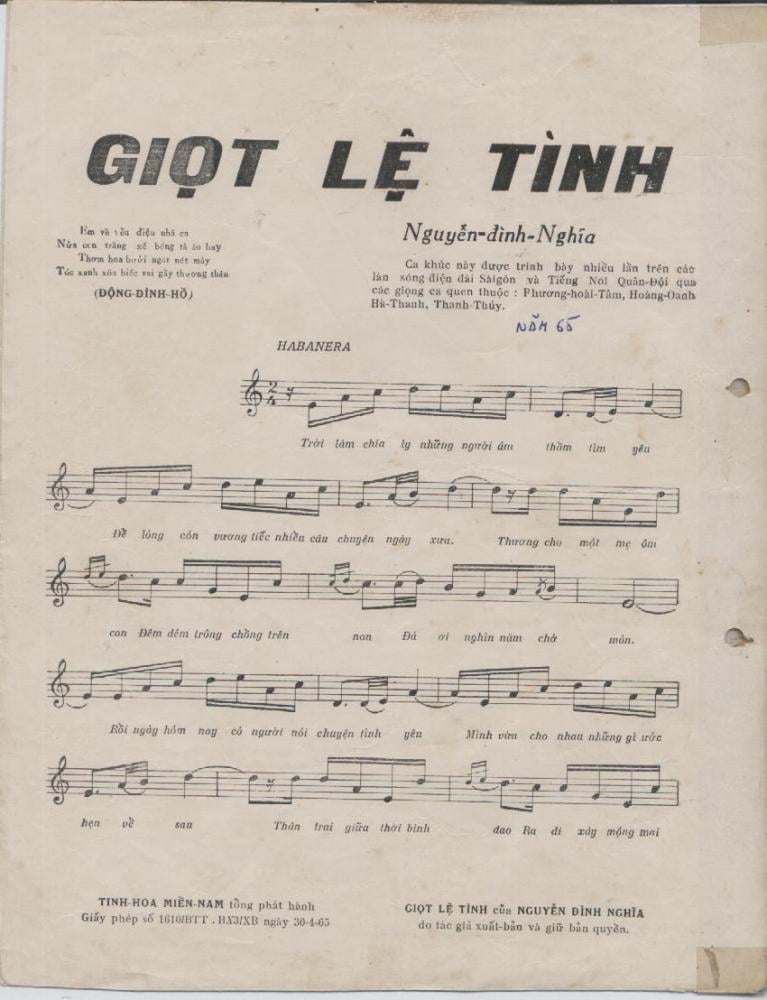 GIỌT LỆ TÌNH
Nửa con trăng xế bóng tà áo bay
Thơm hoa bưởi ngát nét mày
Tóc xanh xõa biếc vai gầy thương thân
(ĐỘNG-ĐÌNH-HỒ)
Nguyễn-đình-Nghĩa
Ca khúc này được trình bày nhiều lần trên các
làn sóng điện đài Sàigòn và Tiếng Nói Quân-Đội qua
các giọng ca quen thuộc : Phương-hoài-Tâm, Hoàng-Oanh
Hà-Thanh, Thanh-Thúy.
NĂM 65
HABANERA
2
4
Trời làm chia ly những người âm thầm tìm yêu
Để lòng còn vương tiếc nhiều câu chuyện ngày xưa. Thương cho một mẹ ôm
con Đêm đêm trông chồng trên non Đá ơi nghìn năm chờ mòn.
Rồi ngày hôm nay có người nói chuyện tình yêu Mình vừa cho nhau những gì ước
hẹn về sau Thân trai giữa thời binh đao Ra đi xây mộng mai
TINH-HOA MIỀN-NAM tổng phát hành
Giấy phép số 1610/BTT . BX3/XB ngày 30-4-65
GIỌT LỆ TÌNH của NGUYỄN ĐÌNH NGHĨA
do tác giả xuất-bản và giữ bản quyền.